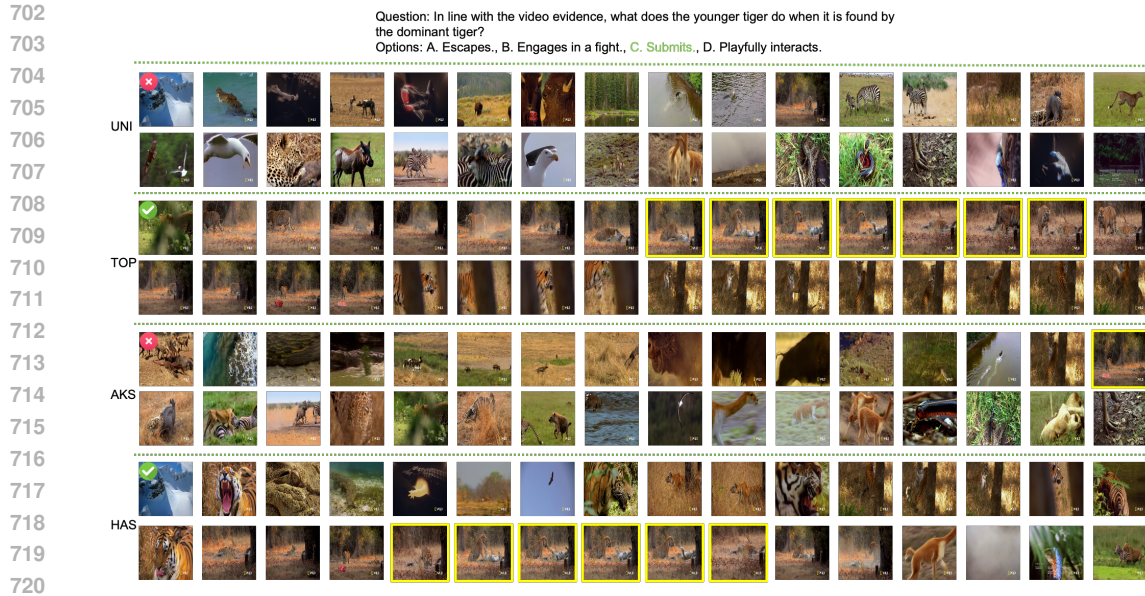 702
703
704
705
706
707
708
709
710
711
712
713
714
715
716
717
718
719
720
Question: In line with the video evidence, what does the younger tiger do when it is found by
the dominant tiger?
Options: A. Escapes., B. Engages in a fight., C. Submits., D. Playfully interacts.
UNI
TOP
AKS
HAS